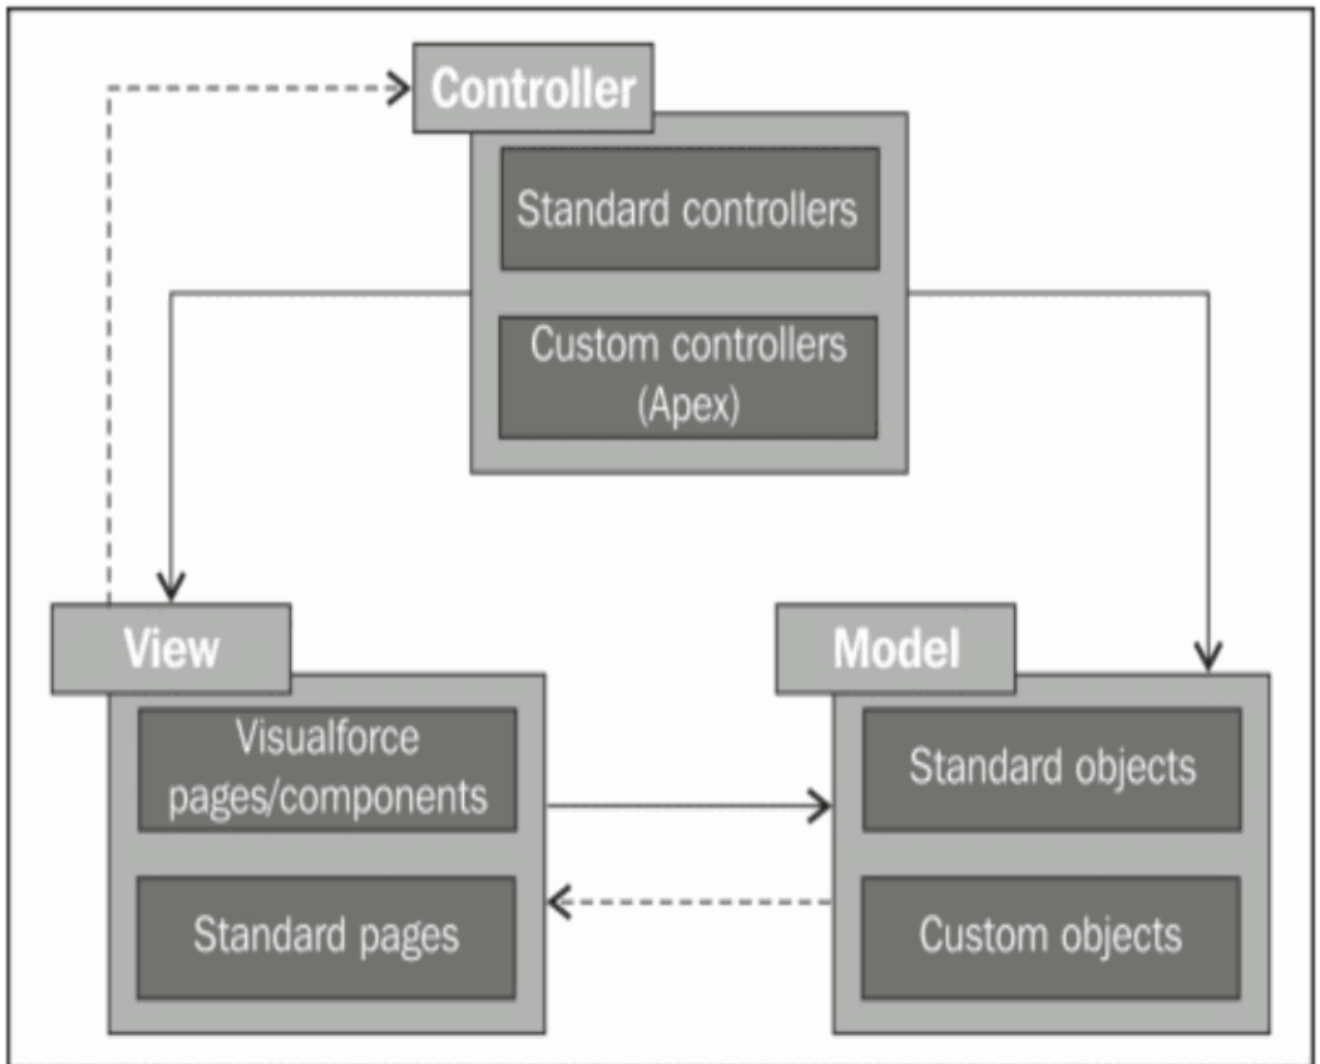 Controller
Standard controllers
Custom controllers
(Apex)
View
Visualforce
pages/components
Standard pages
Model
Standard objects
Custom objects